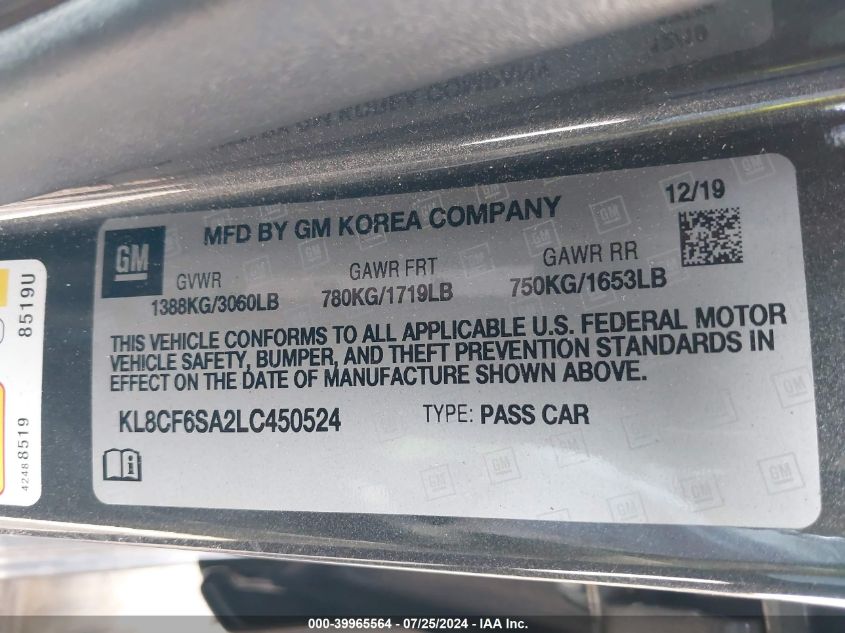 MFD BY GM KOREA COMPANY
12/19
GM
GVWR
GAWR FRT
GAWR RR
1388KG/3060LB
780KG/1719LB
750KG/1653LB
THIS VEHICLE CONFORMS TO ALL APPLICABLE U.S. FEDERAL MOTOR
VEHICLE SAFETY, BUMPER, AND THEFT PREVENTION STANDARDS IN
EFFECT ON THE DATE OF MANUFACTURE SHOWN ABOVE.
KL8CF6SA2LC450524
TYPE: PASS CAR
8519U
42488519
000-39965564 - 07/25/2024 - IAA Inc.